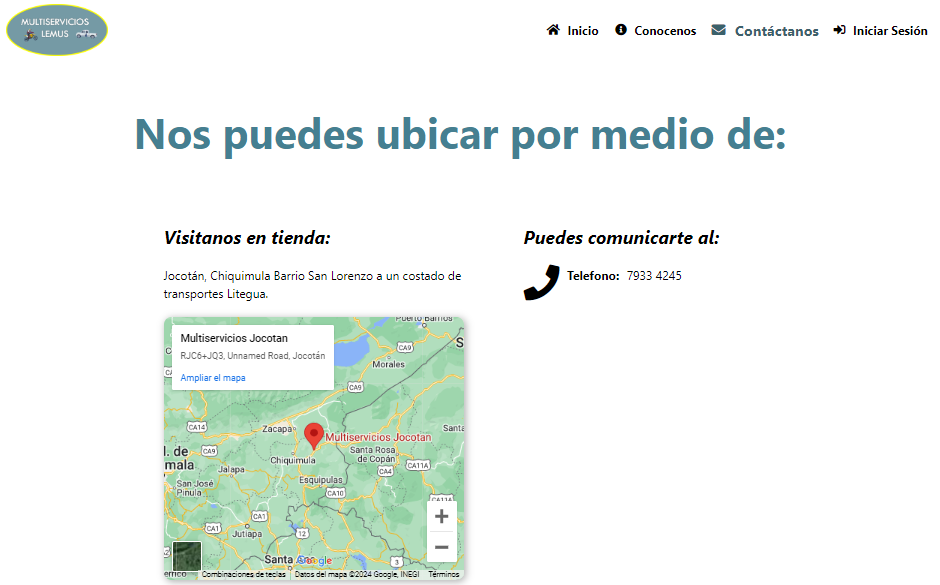 MULTISERVICIOS
LEMUS
Inicio
Conocenos
Contáctanos
Iniciar Sesión
Nos puedes ubicar por medio de:
Visitanos en tienda:
Jocotán, Chiquimula Barrio San Lorenzo a un costado de
transportes Litegua.
Puedes comunicarte al:
Telefono: 7933 4245
Multiservicios Jocotan
RJC6+JQ3, Unnamed Road, Jocotán
Ampliar el mapa
Puerto Barrios
CA9
Morales
CA9
CA14
Zacapa
Multiservicios Jocotan
Santa
CA9
Santa Rosa
de Copán
l. de
mala
Chiquimula
CA11A
Jalapa
CA4
San José
Pinula
Esquipulas
CA10
CA11A
CA1
CA1
Jutiapa
12
+
−
Santa Ana
Google
3
Combinaciones de teclas
Datos del mapa ©2024 Google, INEGI
Términos